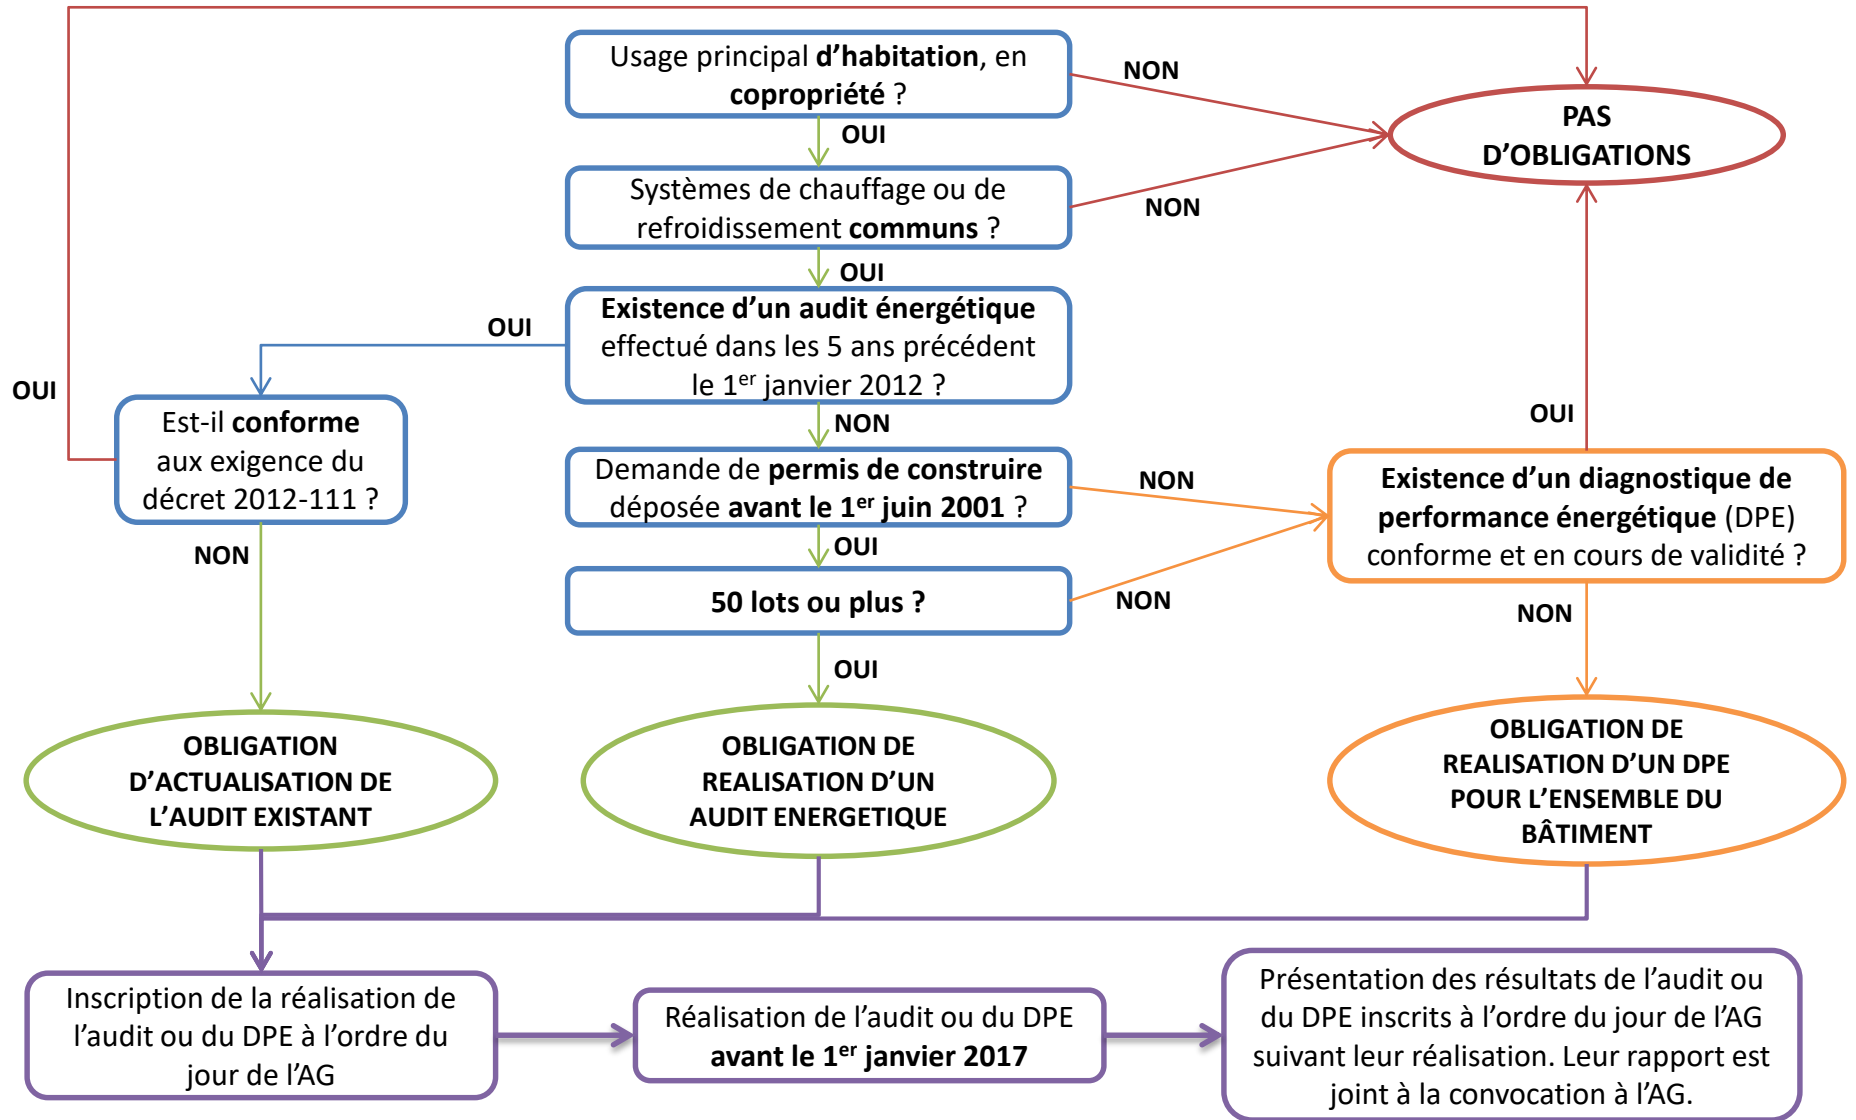 Usage principal d’habitation, en
copropriété ?
NON
PAS
D’OBLIGATIONS
OUI
Systèmes de chauffage ou de
refroidissement communs ?
NON
OUI
Existence d’un audit énergétique
effectué dans les 5 ans précédent
le 1er janvier 2012 ?
OUI
OUI
Est-il conforme
aux exigence du
décret 2012-111 ?
NON
NON
Demande de permis de construire
déposée avant le 1er juin 2001 ?
NON
OUI
Existence d’un diagnostique de
performance énergétique (DPE)
conforme et en cours de validité ?
OUI
50 lots ou plus ?
NON
NON
OUI
OBLIGATION
D’ACTUALISATION DE
L’AUDIT EXISTANT
OBLIGATION DE
REALISATION D’UN
AUDIT ENERGETIQUE
OBLIGATION DE
REALISATION D’UN DPE
POUR L’ENSEMBLE DU
BÂTIMENT
Inscription de la réalisation de
l’audit ou du DPE à l’ordre du
jour de l’AG
Réalisation de l’audit ou du DPE
avant le 1er janvier 2017
Présentation des résultats de l’audit ou
du DPE inscrits à l’ordre du jour de l’AG
suivant leur réalisation. Leur rapport est
joint à la convocation à l’AG.